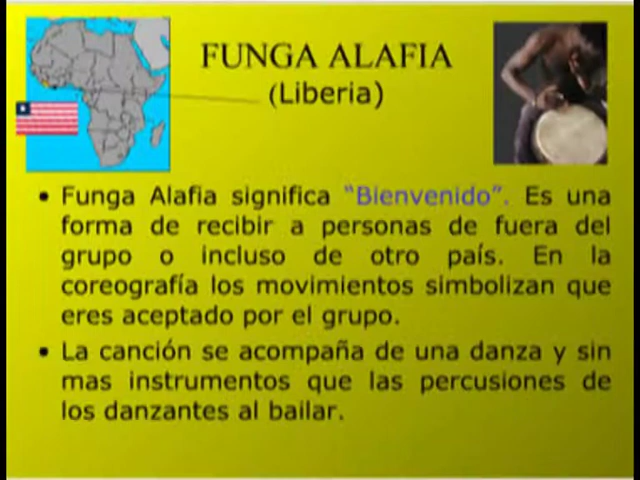 FUNGA ALAFIA
(Liberia)
• Funga Alafia significa “Bienvenido”. Es una
forma de recibir a personas de fuera del
grupo o incluso de otro país. En la
coreografía los movimientos simbolizan que
eres aceptado por el grupo.
• La canción se acompaña de una danza y sin
mas instrumentos que las percusiones de
los danzantes al bailar.